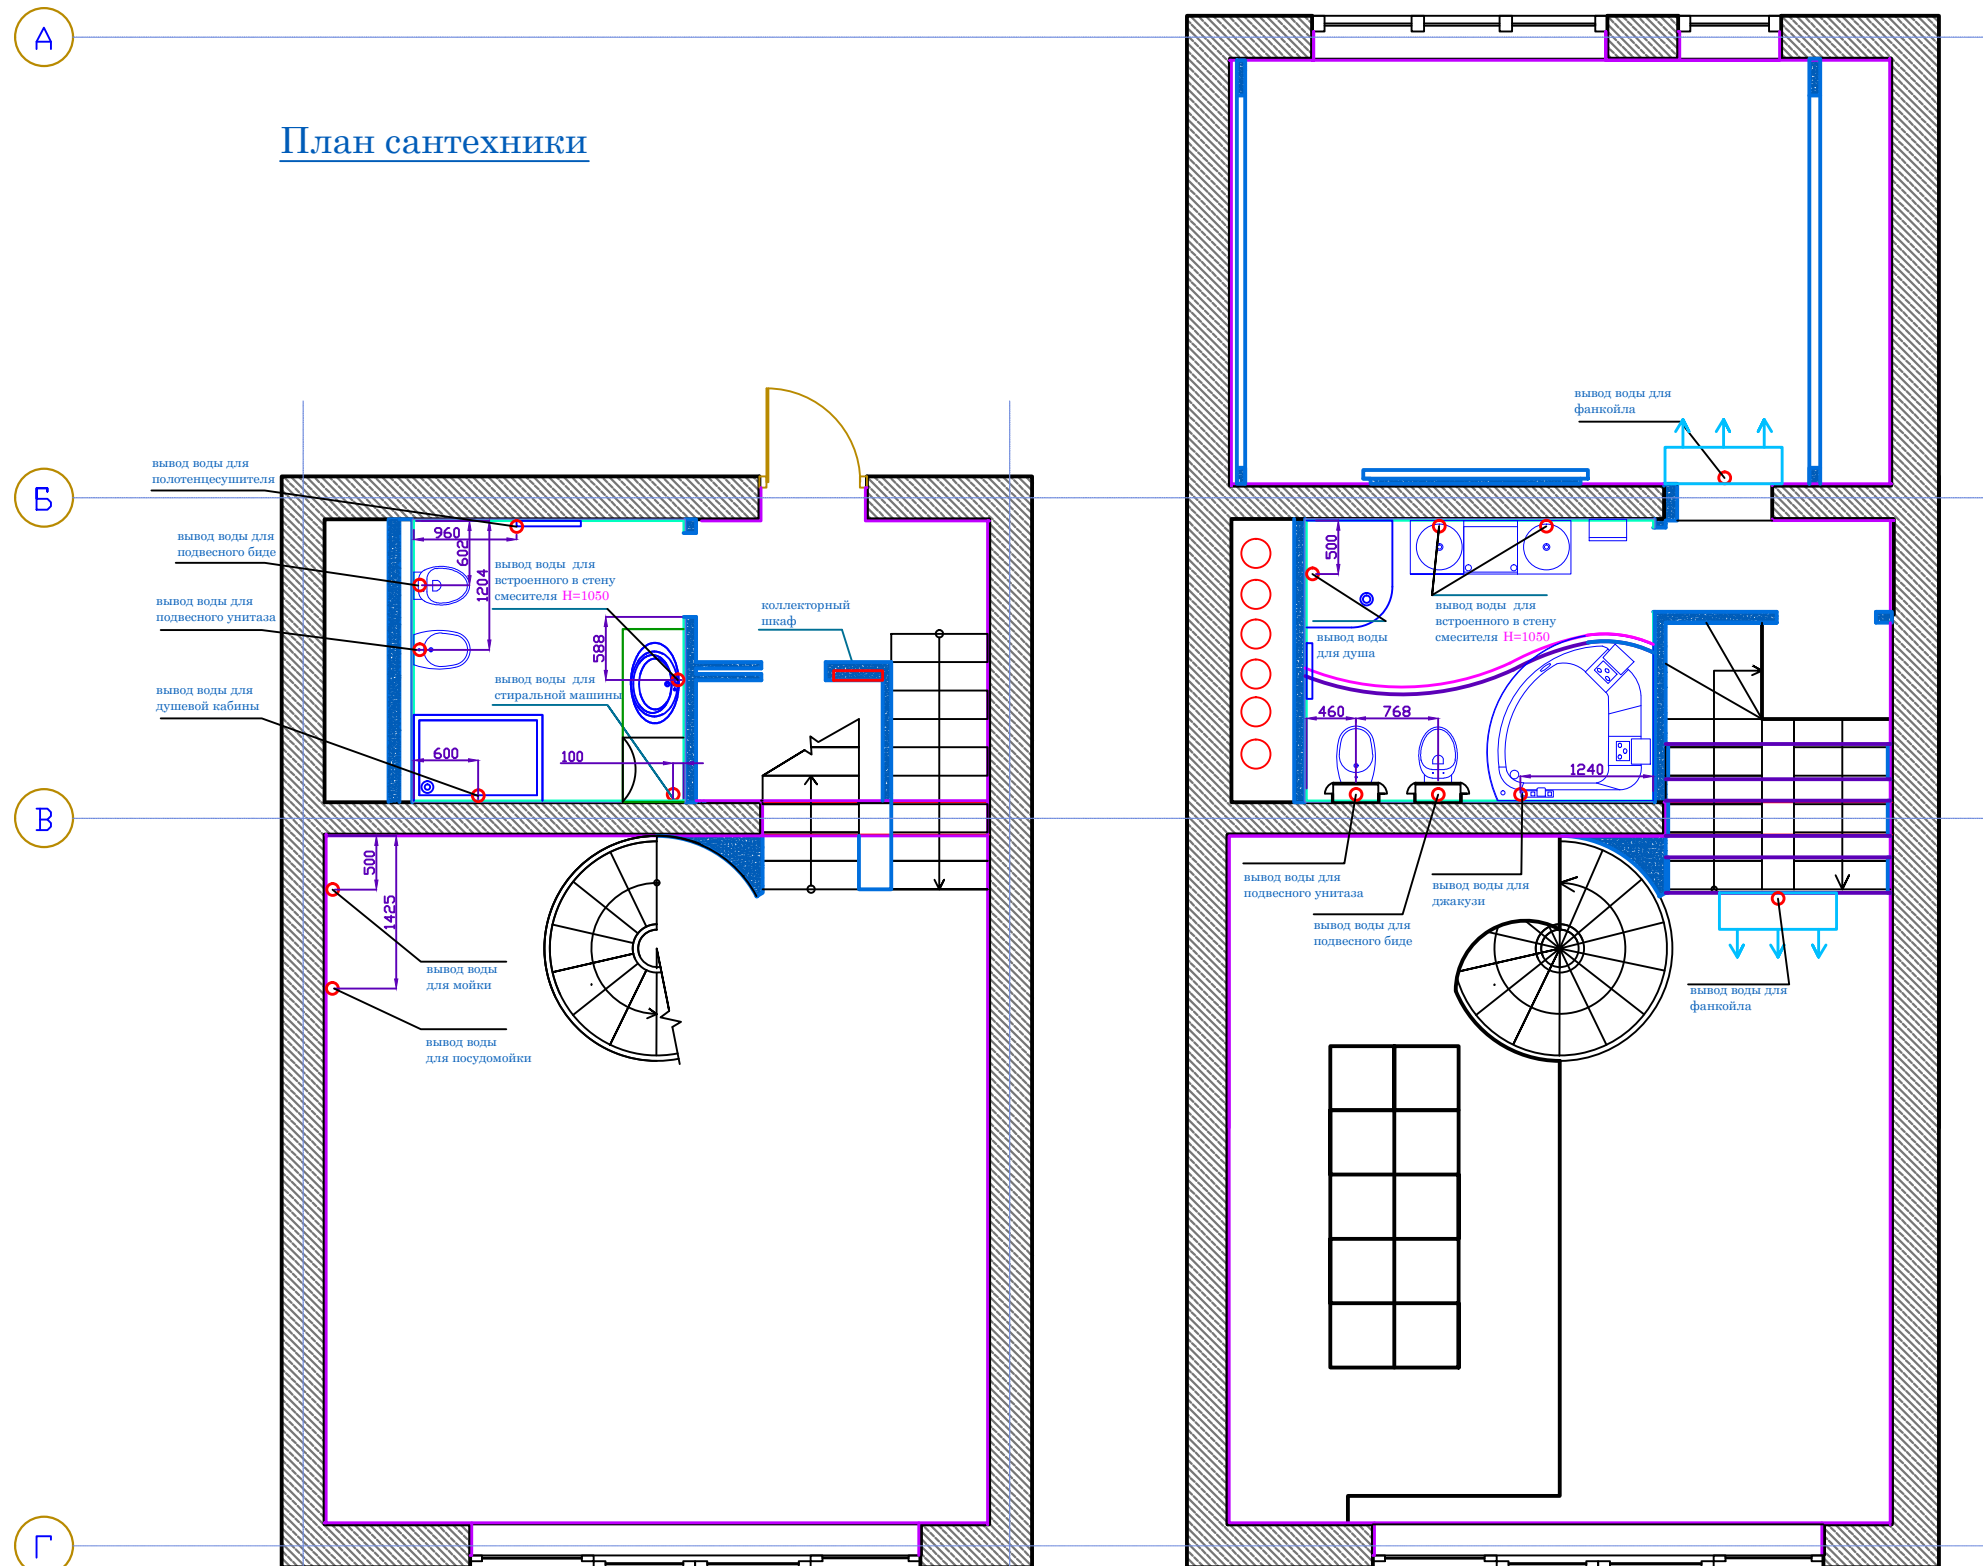 А
План сантехники
Б
В
Г
вывод воды для
полотенцесушителя
вывод воды для
подвесного биде
вывод воды для
подвесного унитаза
вывод воды для
душевой кабины
960
602
1204
вывод воды для
встроенного в стену
смесителя H=1050
588
вывод воды для
стиральной машины
600
100
коллекторный
шкаф
500
1425
вывод воды
для мойки
вывод воды
для посудомойки
вывод воды для
фанкойла
500
вывод воды
для душа
вывод воды для
встроенного в стену
смесителя H=1050
460
768
1240
вывод воды для
подвесного унитаза
вывод воды для
подвесного биде
вывод воды для
джакузи
вывод воды для
фанкойла